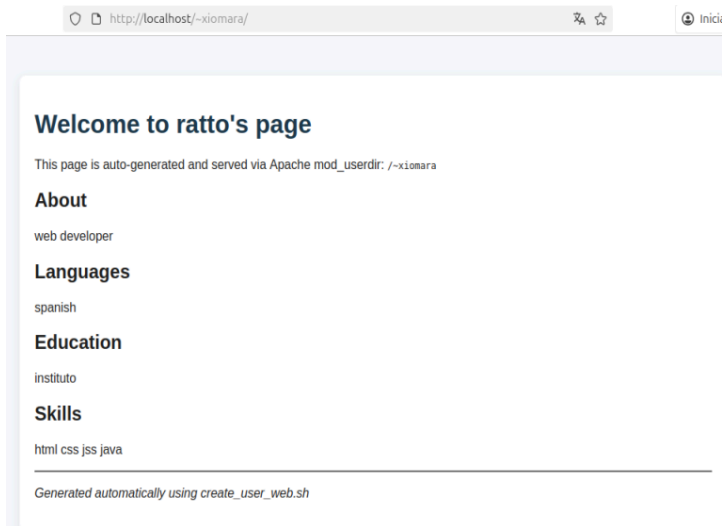 http://localhost/~xiomara/
Welcome to ratto's page
This page is auto-generated and served via Apache mod_userdir: /~xiomara
About
web developer
Languages
spanish
Education
instituto
Skills
html css jss java
Generated automatically using create_user_web.sh